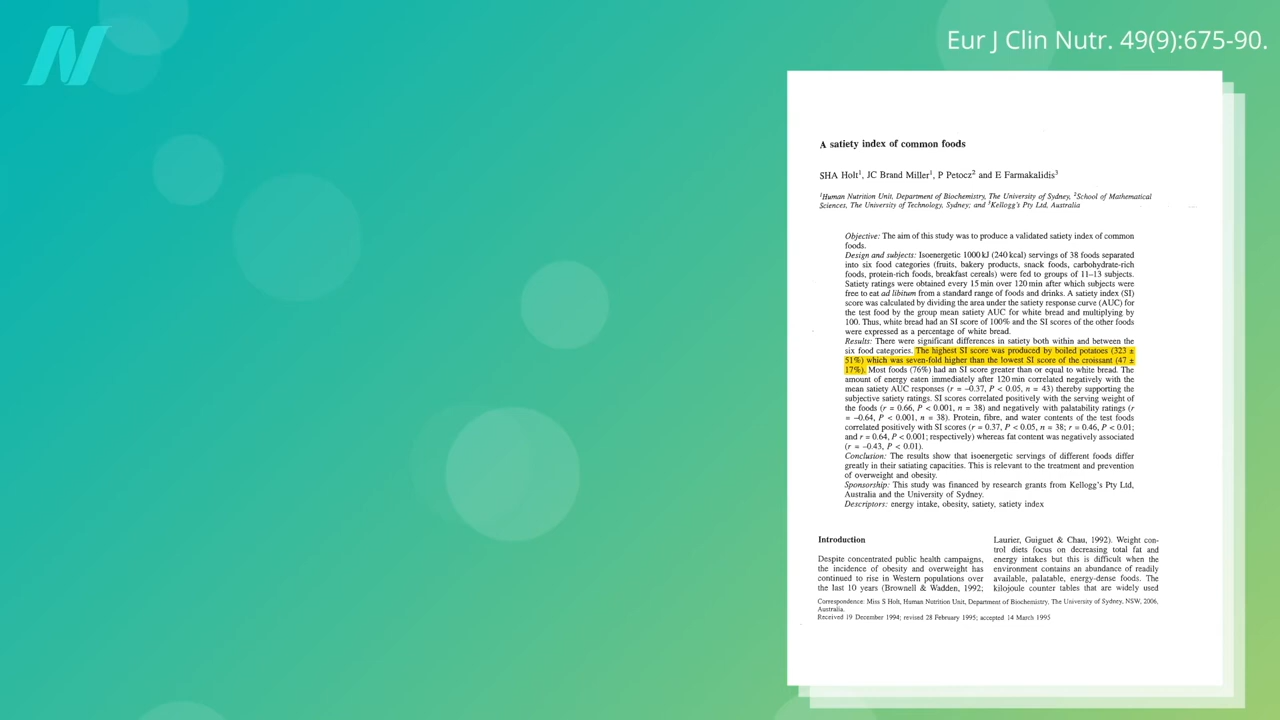 Eur J Clin Nutr. 49(9):675-90.
A satiety index of common foods
SHA Holt¹, JC Brand Miller¹, P Petocz² and E Farmakalidis³
¹Human Nutrition Unit, Department of Biochemistry, The University of Sydney, ²School of Mathematical
Sciences, The University of Technology, Sydney; and ³Kellogg's Pty Ltd, Australia
Objective: The aim of this study was to produce a validated satiety index of common
foods.
Design and subjects: Isoenergetic 1000 kJ (240 kcal) servings of 38 foods separated
into six food categories (fruits, bakery products, snack foods, carbohydrate-rich
foods, protein-rich foods, breakfast cereals) were fed to groups of 11–13 subjects.
Satiety ratings were obtained every 15 min over 120 min after which subjects were
free to eat ad libitum from a standard range of foods and drinks. A satiety index (SI)
score was calculated by dividing the area under the satiety response curve (AUC) for
the test food by the group mean satiety AUC for white bread and multiplying by
100. Thus, white bread had an SI score of 100% and the SI scores of the other foods
were expressed as a percentage of white bread.
Results: There were significant differences in satiety both within and between the
six food categories. The highest SI score was produced by boiled potatoes (323 ±
51%) which was seven-fold higher than the lowest SI score of the croissant (47 ±
17%). Most foods (76%) had an SI score greater than or equal to white bread. The
amount of energy eaten immediately after 120 min correlated negatively with the
mean satiety AUC responses (r = –0.37, P < 0.05, n = 43) thereby supporting the
subjective satiety ratings. SI scores correlated positively with the serving weight of
the foods (r = 0.66, P < 0.001, n = 38) and negatively with palatability ratings (r
= –0.64, P < 0.001, n = 38). Protein, fibre, and water contents of the test foods
correlated positively with SI scores (r = 0.37, P < 0.05, n = 38; r = 0.46, P < 0.01;
and r = 0.64, P < 0.001; respectively) whereas fat content was negatively associated
(r = –0.43, P < 0.01).
Conclusion: The results show that isoenergetic servings of different foods differ
greatly in their satiating capacities. This is relevant to the treatment and prevention
of overweight and obesity.
Sponsorship: This study was financed by research grants from Kellogg's Pty Ltd,
Australia and the University of Sydney.
Descriptors: energy intake, obesity, satiety, satiety index
Introduction
Despite concentrated public health campaigns,
the incidence of obesity and overweight has
continued to rise in Western populations over
the last 10 years (Brownell & Wadden, 1992;
Laurier, Guiguet & Chau, 1992). Weight con-
trol diets focus on decreasing total fat and
energy intakes but this is difficult when the
environment contains an abundance of readily
available, palatable, energy-dense foods. The
kilojoule counter tables that are widely used
Correspondence: Miss S Holt, Human Nutrition Unit, Department of Biochemistry, The University of Sydney, NSW, 2006,
Australia.
Received 19 December 1994; revised 28 February 1995; accepted 14 March 1995